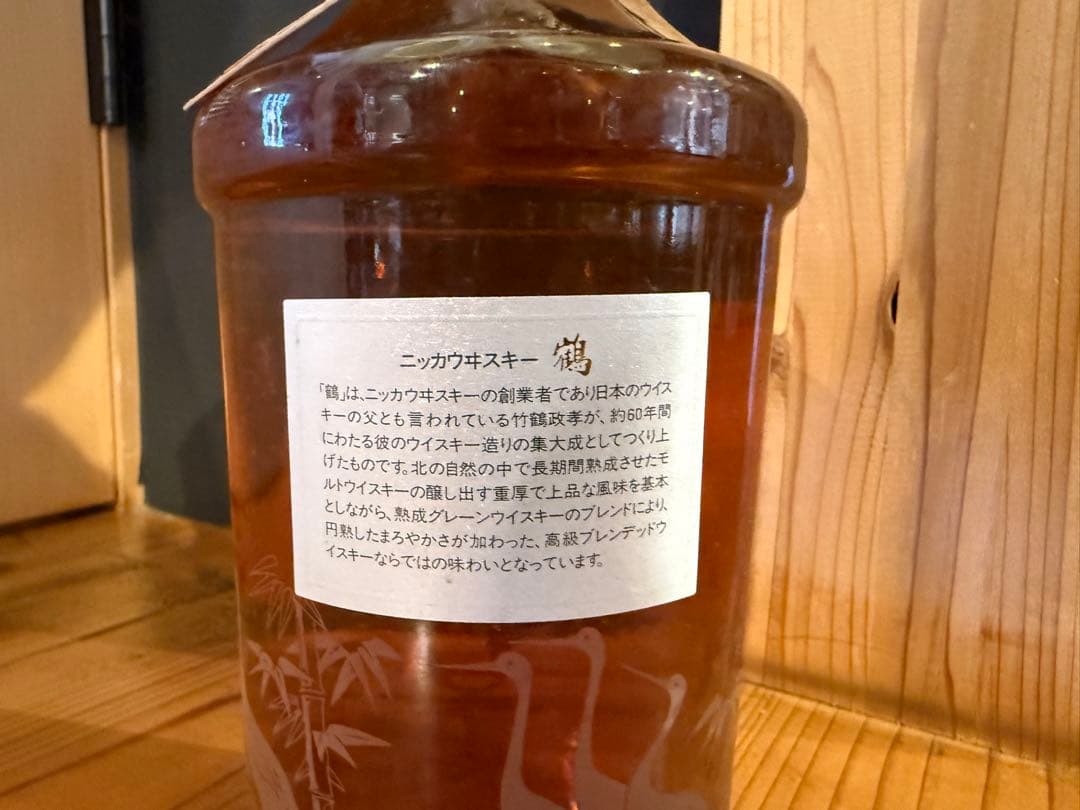 ニッカウヰスキー 鶴
「鶴」は、ニッカウヰスキーの創業者であり日本のウイス
キーの父とも言われている竹鶴政孝が、約60年間
にわたる彼のウイスキー造りの集大成としてつくり上
げたものです。北の自然の中で長期間熟成させたモ
ルトウイスキーの醸し出す重厚で上品な風味を基本
としながら、熟成グレーンウイスキーのブレンドにより、
円熟したまろやかさが加わった、高級ブレンデッドウ
イスキーならではの味わいとなっています。